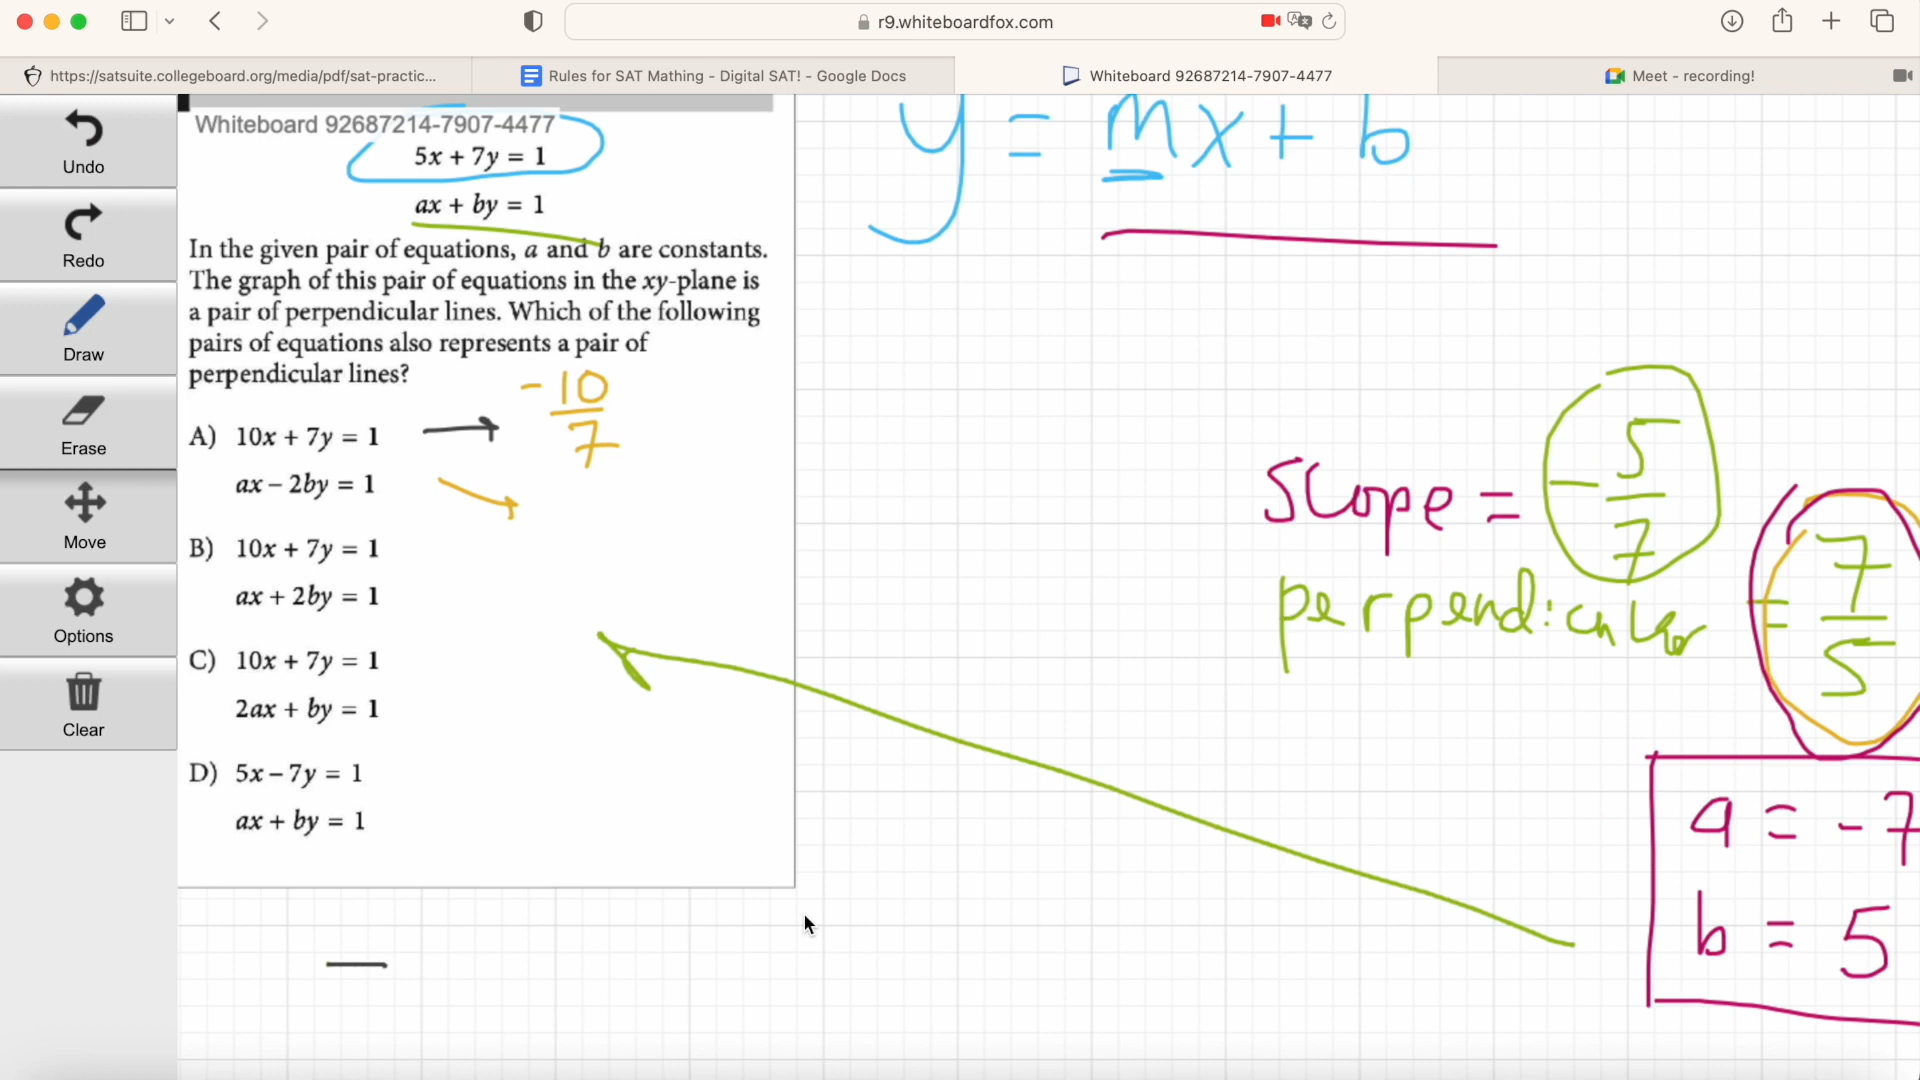 r9.whiteboardfox.com
https://satsuite.collegeboard.org/media/pdf/sat-practic...
Rules for SAT Mathing - Digital SAT! - Google Docs
Whiteboard 92687214-7907-4477
Meet - recording!
Undo
Redo
Draw
Erase
Move
Options
Clear
Whiteboard 92687214-7907-4477
5x + 7y = 1
ax + by = 1
In the given pair of equations, a and b are constants.
The graph of this pair of equations in the xy-plane is
a pair of perpendicular lines. Which of the following
pairs of equations also represents a pair of
perpendicular lines?
A) 10x + 7y = 1
ax – 2by = 1
B) 10x + 7y = 1
ax + 2by = 1
C) 10x + 7y = 1
2ax + by = 1
D) 5x – 7y = 1
ax + by = 1
- 10
7
y = mx + b
Slope = - 5
7
perpendicular = 7
5
a = -7
b = 5